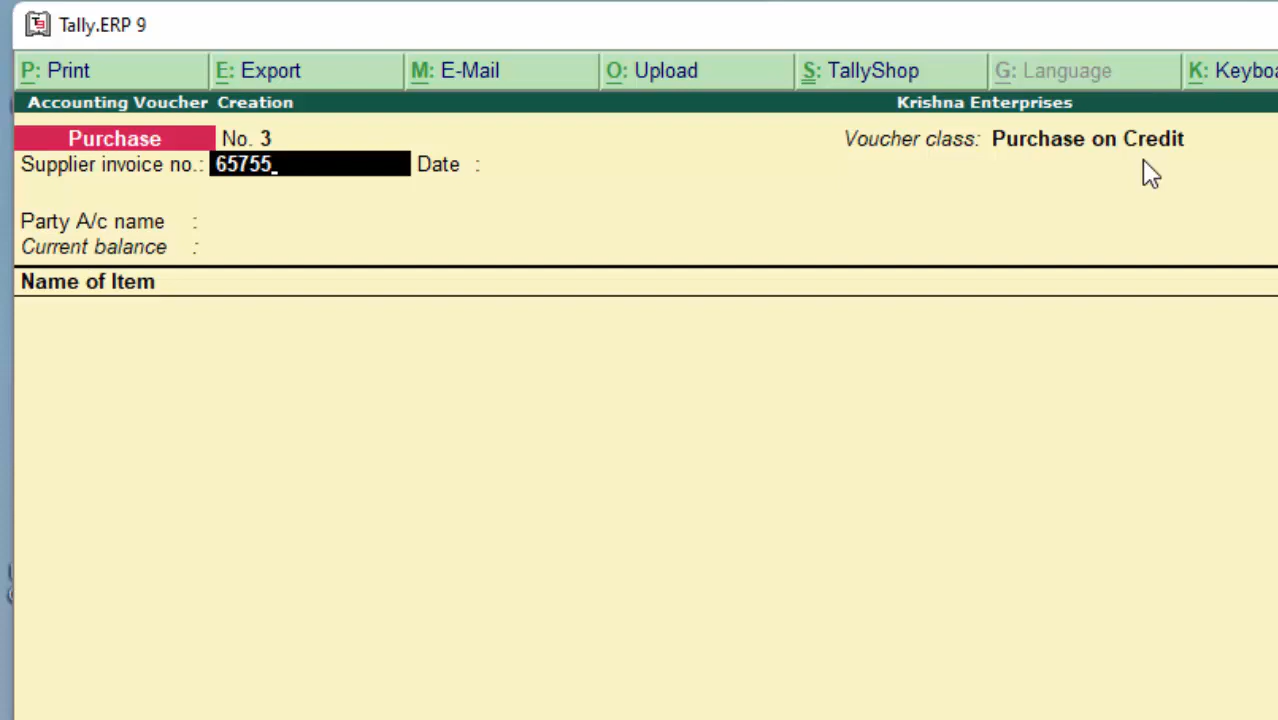 Tally.ERP 9
P: Print E: Export M: E-Mail O: Upload S: TallyShop G: Language K:
Accounting Voucher Creation Krishna Enterprises
Purchase No. 3 Voucher class: Purchase on Credit
Supplier invoice no.: 65755 Date :
Party A/c name :
Current balance :
Name of Item